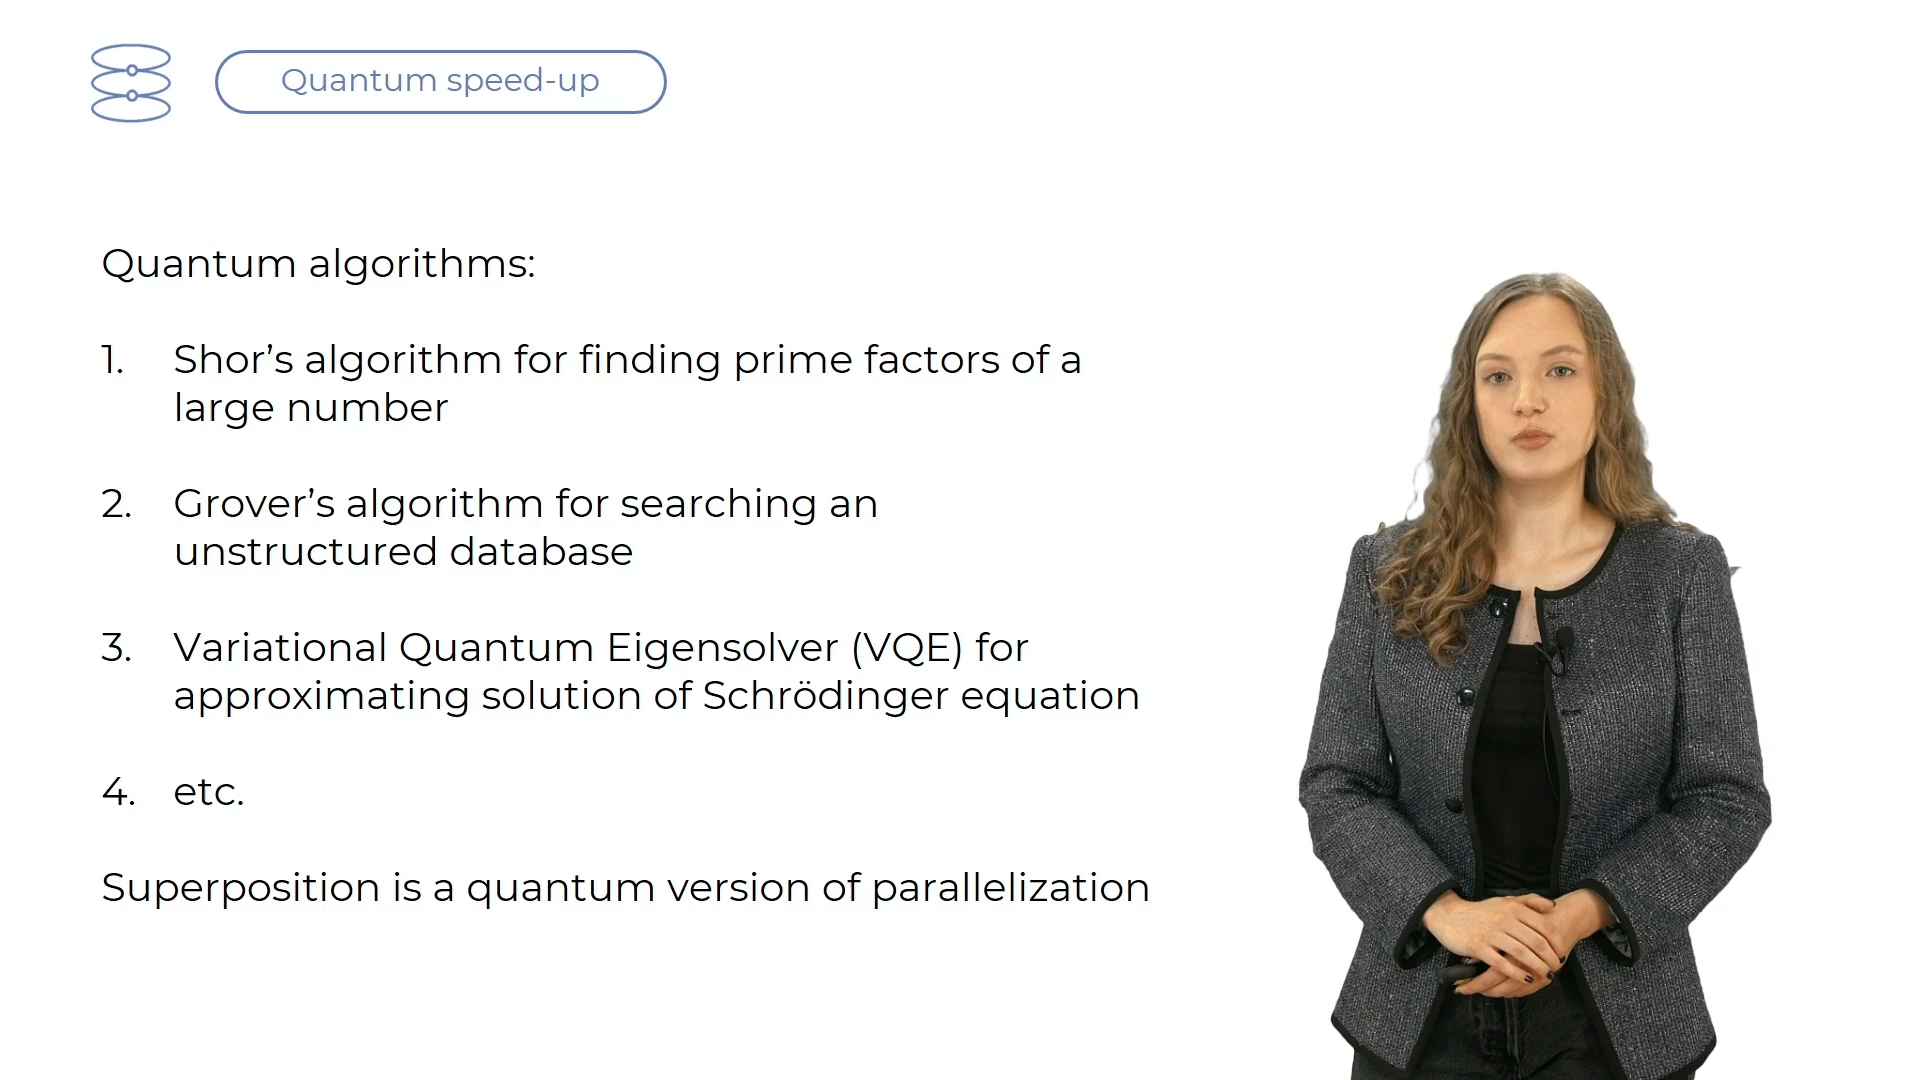 Quantum speed-up
Quantum algorithms:
1. Shor’s algorithm for finding prime factors of a
large number
2. Grover’s algorithm for searching an
unstructured database
3. Variational Quantum Eigensolver (VQE) for
approximating solution of Schrödinger equation
4. etc.
Superposition is a quantum version of parallelization